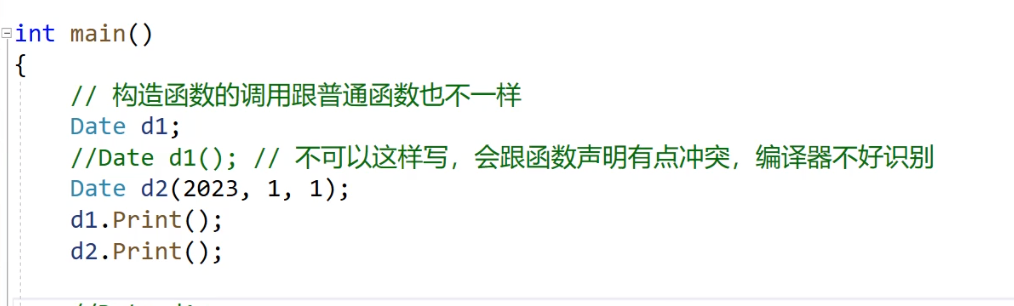 int main()
{
// 构造函数的调用跟普通函数也不一样
Date d1;
//Date d1(); // 不可以这样写，会跟函数声明有点冲突，编译器不好识别
Date d2(2023, 1, 1);
d1.Print();
d2.Print();